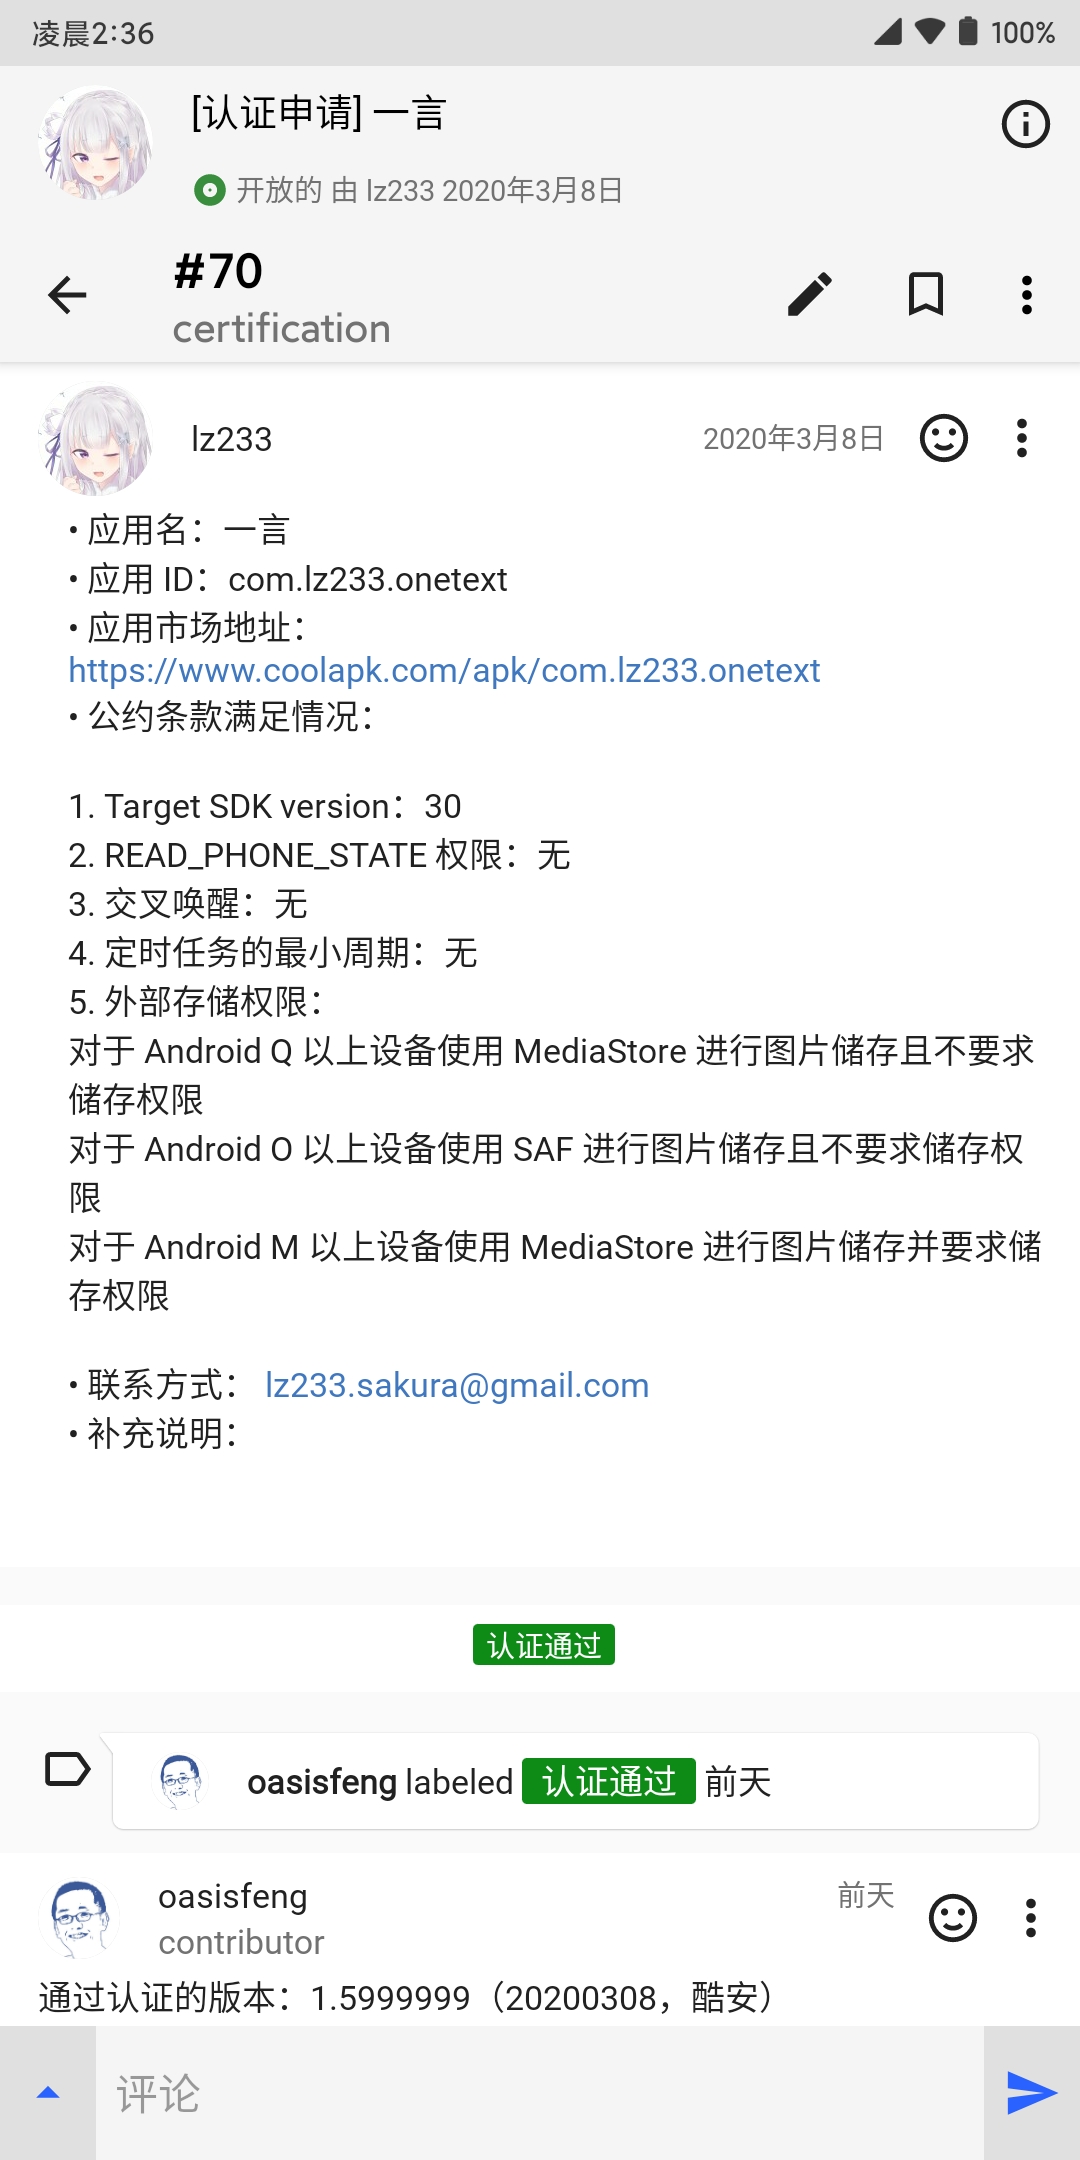 凌晨2:36
100%
[认证申请] 一言
开放的 由 lz233 2020年3月8日
#70
certification
lz233
2020年3月8日
• 应用名：一言
• 应用 ID：com.lz233.onetext
• 应用市场地址：
https://www.coolapk.com/apk/com.lz233.onetext
• 公约条款满足情况：
1. Target SDK version：30
2. READ_PHONE_STATE 权限：无
3. 交叉唤醒：无
4. 定时任务的最小周期：无
5. 外部存储权限：
对于 Android Q 以上设备使用 MediaStore 进行图片储存且不要求
储存权限
对于 Android O 以上设备使用 SAF 进行图片储存且不要求储存权
限
对于 Android M 以上设备使用 MediaStore 进行图片储存并要求储
存权限
• 联系方式： lz233.sakura@gmail.com
• 补充说明：
认证通过
oasisfeng labeled 认证通过 前天
oasisfeng
前天
contributor
通过认证的版本：1.5999999（20200308，酷安）
评论